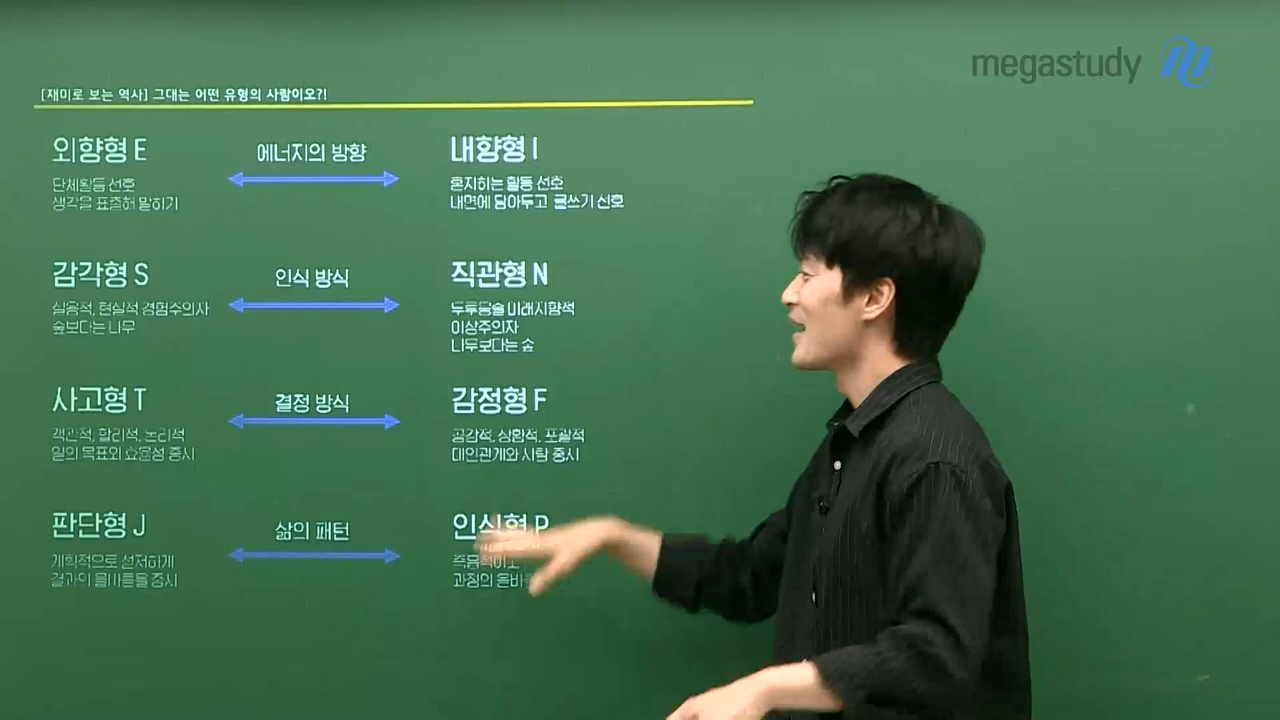 megastudy
[재미로 보는 역사] 그대는 어떤 유형의 사람이오?!
외향형 E
에너지의 방향
내향형 I
단체활동 선호
생각을 표출해 말하기
혼자하는 활동 선호
내면에 담아두고 글쓰기 선호
감각형 S
인식 방식
직관형 N
실용적, 현실적 경험주의자
숲보다는 나무
두루뭉술 미래지향적
이상주의자
나무보다는 숲
사고형 T
결정 방식
감정형 F
객관적, 합리적, 논리적
일의 목표와 효율성 중시
공감적, 상황적, 포괄적
대인관계와 사람 중시
판단형 J
삶의 패턴
인식형 P
계획적으로 철저하게
결과의 올바름을 중시
과정의